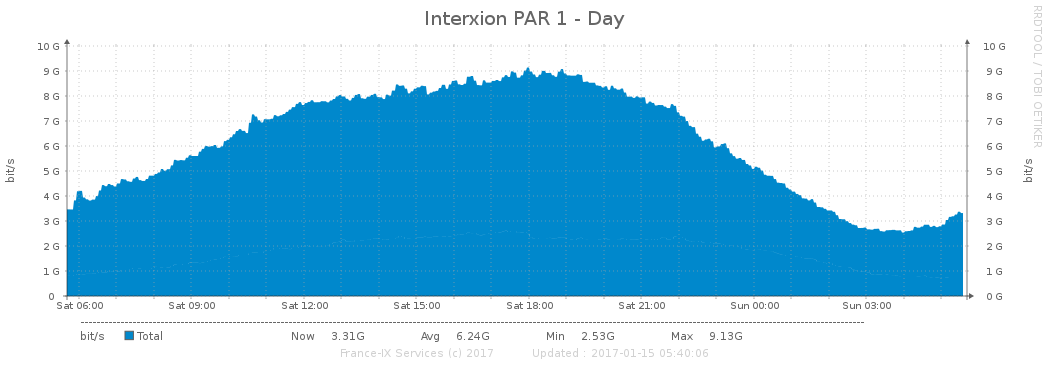 Interxion PAR 1 - Day
RRDTOOL / TOBI OETIKER
10 G 10 G
9 G 9 G
8 G 8 G
7 G 7 G
6 G 6 G
5 G 5 G
4 G 4 G
3 G 3 G
2 G 2 G
1 G 1 G
0 0 G
bit/s
bit/s
Sat 06:00 Sat 09:00 Sat 12:00 Sat 15:00 Sat 18:00 Sat 21:00 Sun 00:00 Sun 03:00
bit/s Total Now 3.31G Avg 6.24G Min 2.53G Max 9.13G
France-IX Services (c) 2017 Updated : 2017-01-15 05:40:06